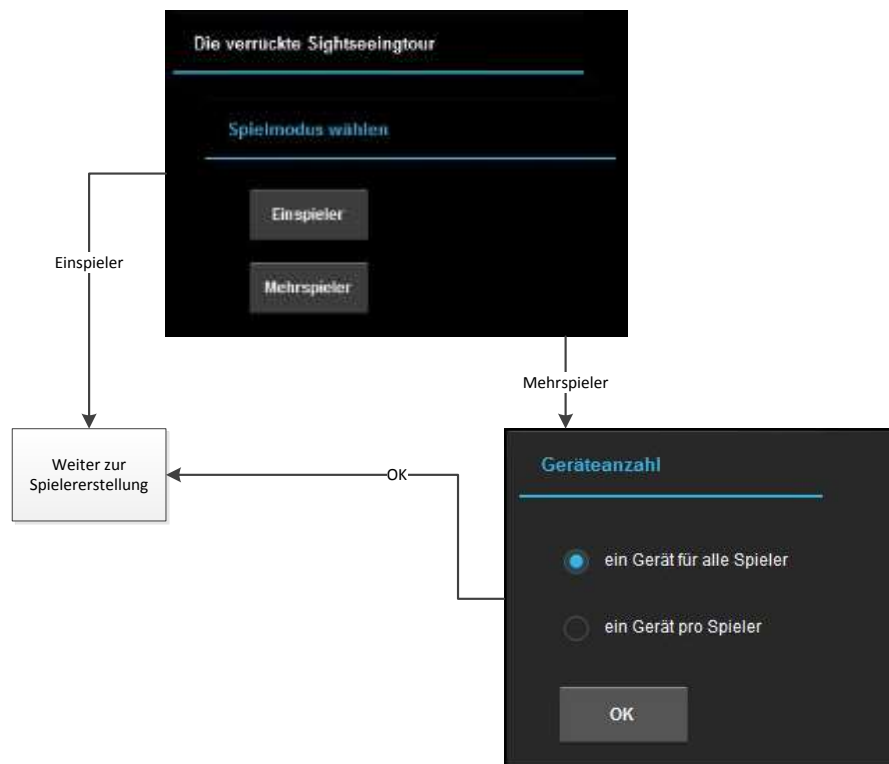 Die verrückte Sightseeingtour
Spielmodus wählen
Einspieler
Mehrspieler
Einspieler
Mehrspieler
Weiter zur
Spielererstellung
OK
Geräteanzahl
ein Gerät für alle Spieler
ein Gerät pro Spieler
OK